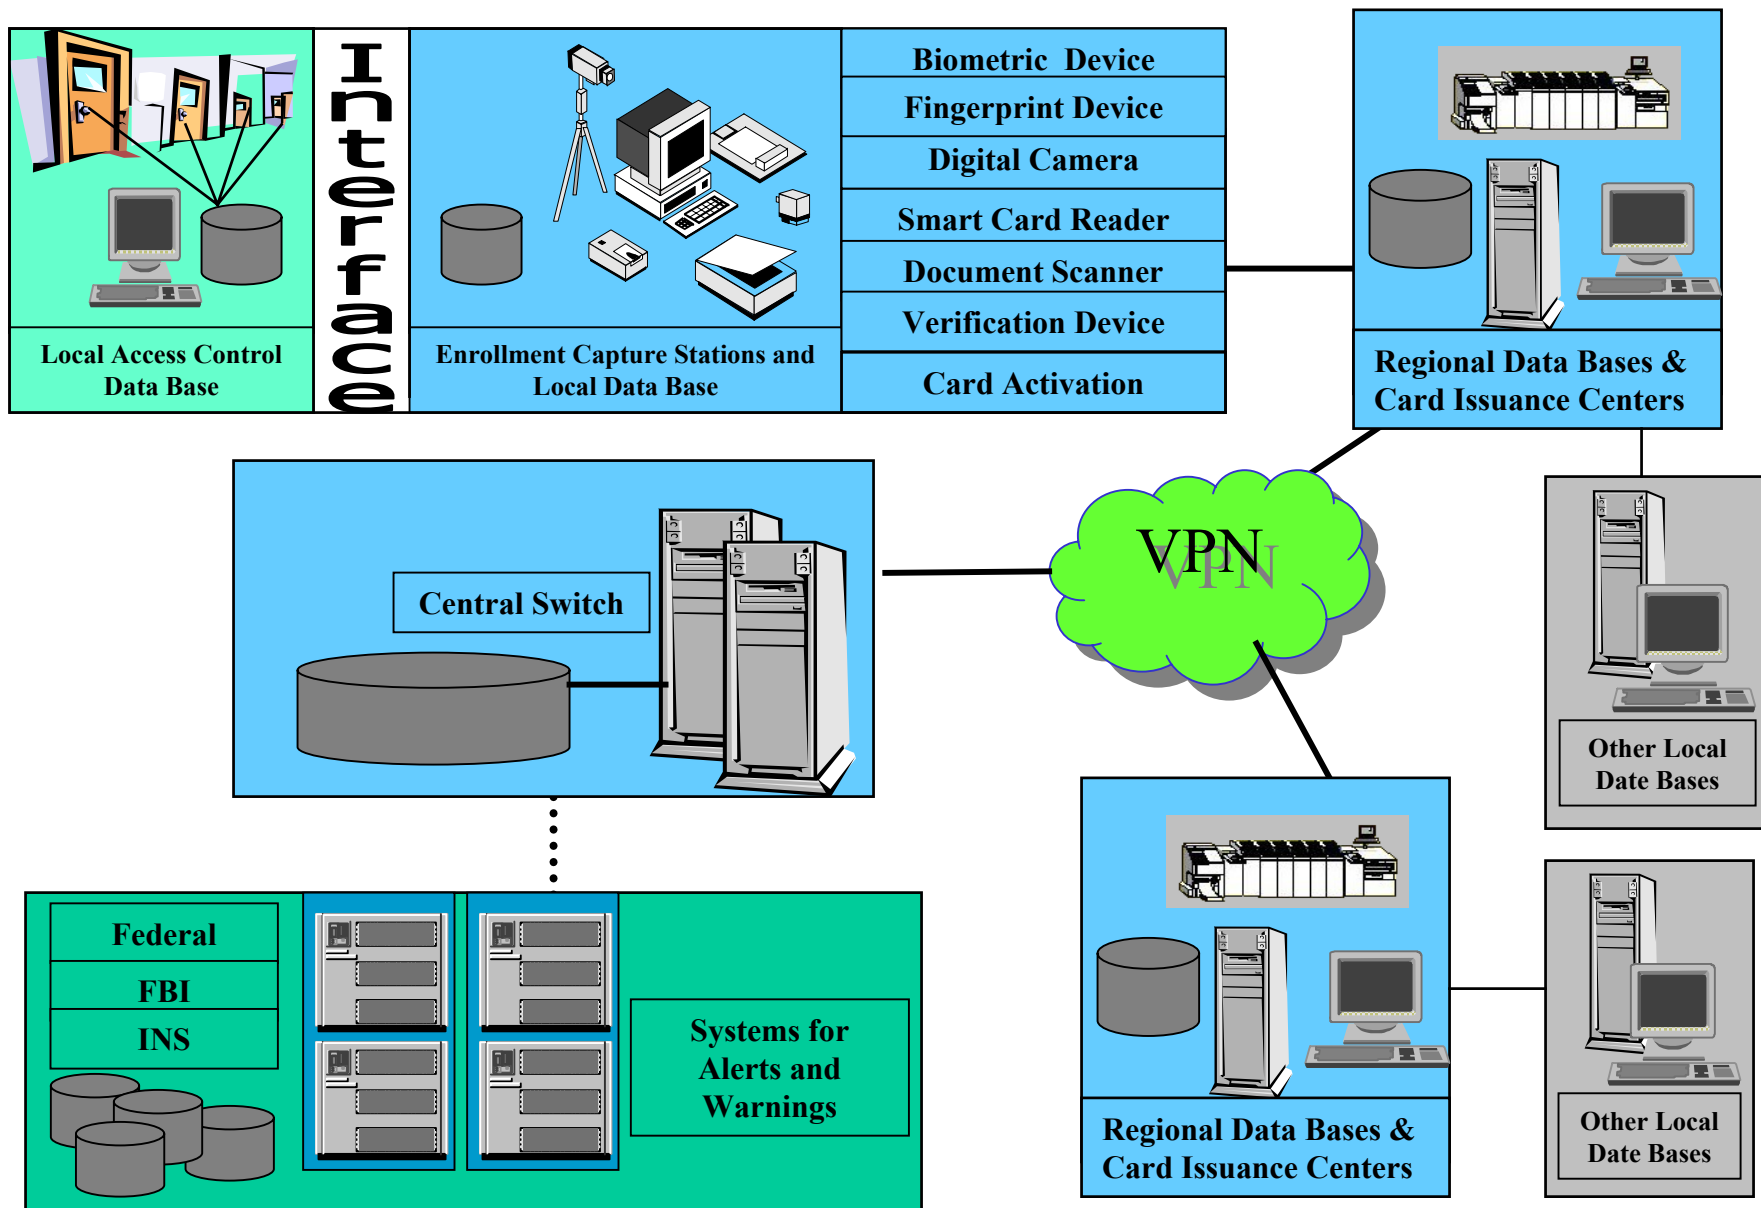 Interface
Biometric  Device
Fingerprint Device
Digital Camera
Smart Card Reader
Document Scanner
Verification Device
Card Activation
Local Access Control
Data Base
Enrollment Capture Stations and
Local Data Base
Regional Data Bases &
Card Issuance Centers
VPN
Central Switch
Other Local
Date Bases
Federal
FBI
INS
Systems for
Alerts and
Warnings
Regional Data Bases &
Card Issuance Centers
Other Local
Date Bases